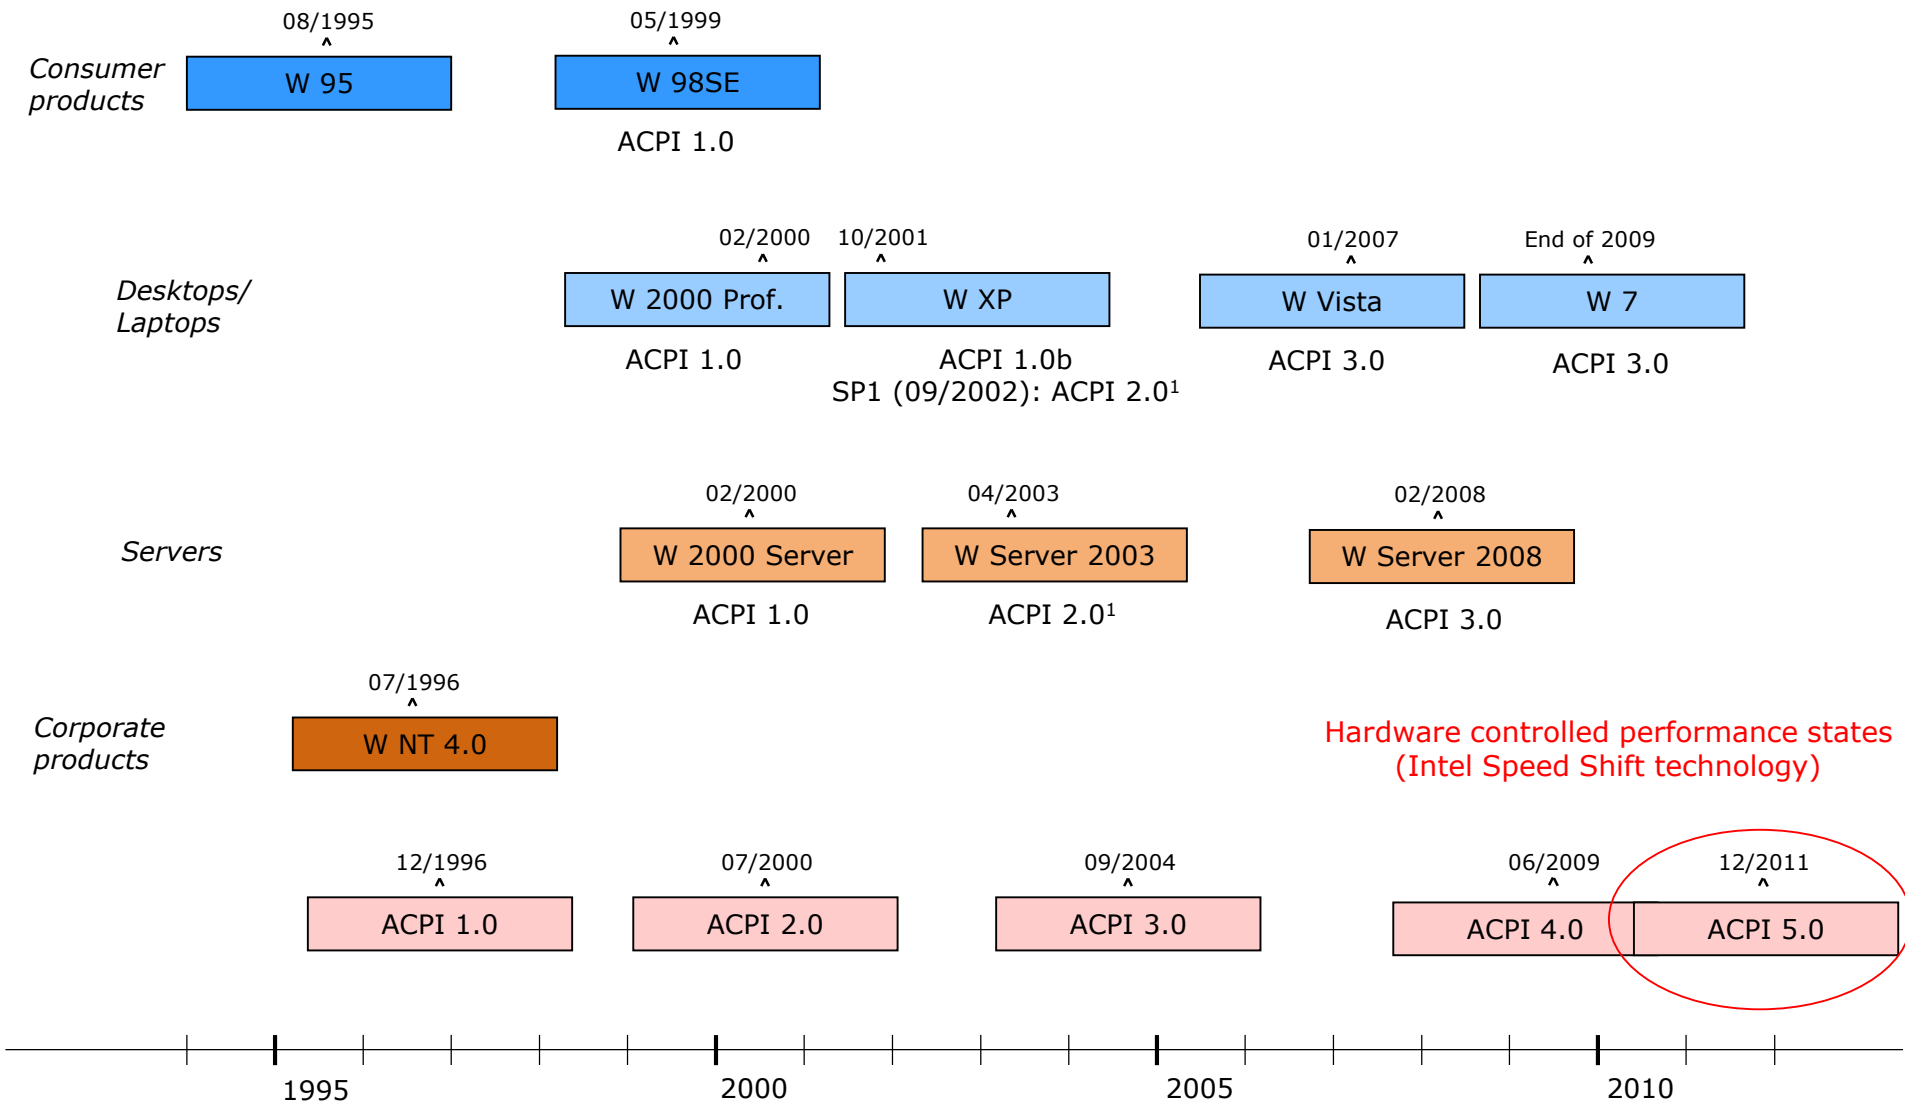 08/1995
05/1999
Consumer
products
W 95
W 98SE
ACPI 1.0
02/2000
10/2001
01/2007
End of 2009
Desktops/
Laptops
W 2000 Prof.
W XP
W Vista
W 7
ACPI 1.0
ACPI 1.0b
SP1 (09/2002): ACPI 2.0¹
ACPI 3.0
ACPI 3.0
02/2000
04/2003
02/2008
Servers
W 2000 Server
W Server 2003
W Server 2008
ACPI 1.0
ACPI 2.0¹
ACPI 3.0
07/1996
Corporate
products
W NT 4.0
Hardware controlled performance states
(Intel Speed Shift technology)
12/1996
07/2000
09/2004
06/2009
12/2011
ACPI 1.0
ACPI 2.0
ACPI 3.0
ACPI 4.0
ACPI 5.0
1995
2000
2005
2010